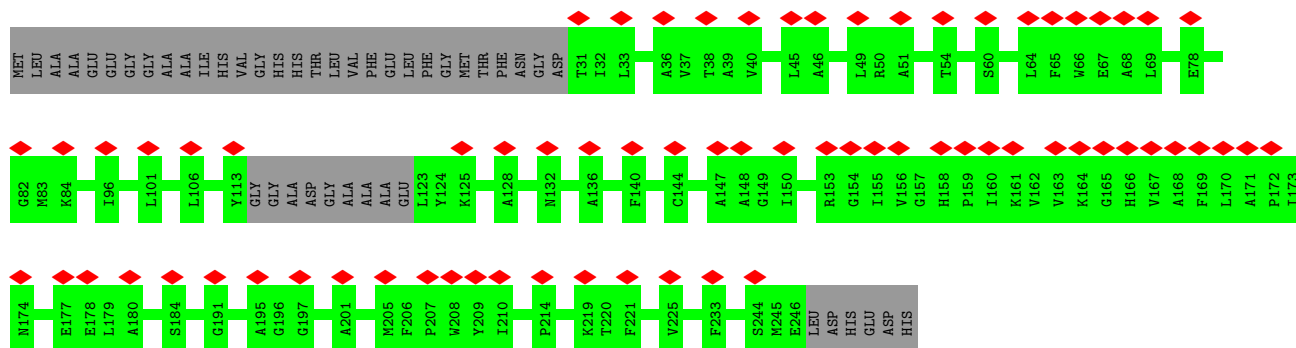 MET LEU ALA ALA GLU GLU GLY GLY ALA ALA ILE HIS VAL GLY HIS HIS THR LEU VAL PHE GLU LEU PHE GLY MET THR PHE ASN GLY ASP T31 I32 L33 A36 V37 T38 A39 V40 L45 A46 L49 R50 A51 T54 S60 L64 F65 W66 E67 A68 L69 E78
G82 M83 K84 I96 L101 L106 Y113 GLY GLY ALA ASP GLY ALA ALA ALA GLU L123 Y124 K125 A128 N132 A136 F140 C144 A147 A148 G149 I150 R153 G154 I155 V156 G157 H158 P159 I160 K161 V162 V163 K164 G165 H166 V167 A168 F169 L170 A171 P172 I173
N174 E177 E178 L179 A180 S184 G191 A195 G196 G197 A201 M205 F206 P207 W208 Y209 I210 P214 K219 T220 F221 V225 F233 S244 M245 E246 LEU ASP HIS GLU ASP HIS